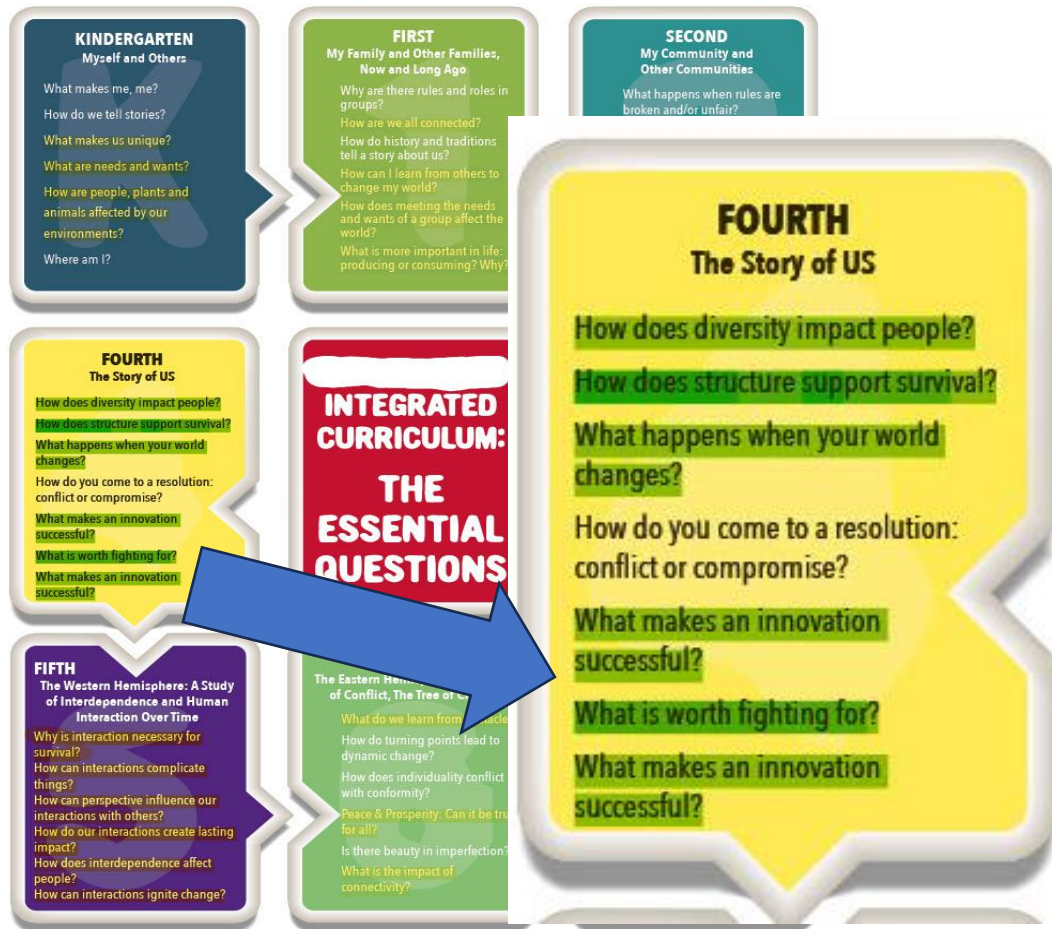 KINDERGARTEN
Myself and Others
What makes me, me?
How do we tell stories?
What makes us unique?
What are needs and wants?
How are people, plants and
animals affected by our
environments?
Where am I?
FIRST
My Family and Other Families,
Now and Long Ago
Why are there rules and roles in
groups?
How are we all connected?
How do history and traditions
tell a story about us?
How can I learn from others to
change my world?
How does meeting the needs
and wants of a group affect the
world?
What is more important in life:
producing or consuming? Why?
SECOND
My Community and
Other Communities
What happens when rules are
broken and/or unfair?
FOURTH
The Story of US
How does diversity impact people?
How does structure support survival?
What happens when your world
changes?
How do you come to a resolution:
conflict or compromise?
What makes an innovation
successful?
What is worth fighting for?
What makes an innovation
successful?
INTEGRATED
CURRICULUM:
THE
ESSENTIAL
QUESTIONS
FOURTH
The Story of US
How does diversity impact people?
How does structure support survival?
What happens when your world
changes?
How do you come to a resolution:
conflict or compromise?
What makes an innovation
successful?
What is worth fighting for?
What makes an innovation
successful?
FIFTH
The Western Hemisphere: A Study
of Interdependence and Human
Interaction Over Time
Why is interaction necessary for
survival?
How can interactions complicate
things?
How can perspective influence our
interactions with others?
How do our interactions create lasting
impact?
How does interdependence affect
people?
How can interactions ignite change?
The Eastern
of Conflict, The Tree of
What do we learn from
How do turning points lead to
dynamic change?
How does individuality conflict
with conformity?
Peace & Prosperity: Can it be
for all?
Is there beauty in imperfection?
What is the impact of
connectivity?